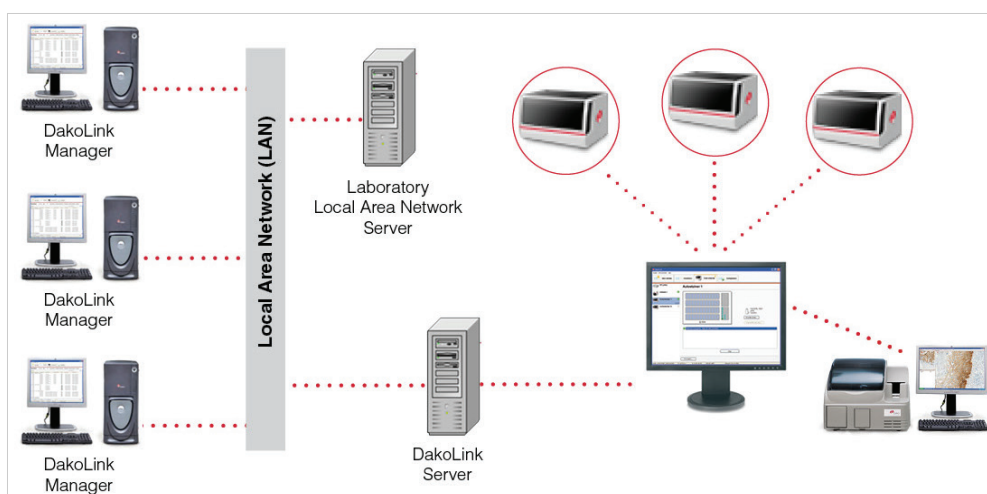 DakoLink
Manager
DakoLink
Manager
DakoLink
Manager
Local Area Network (LAN)
Laboratory
Local Area Network
Server
DakoLink
Server